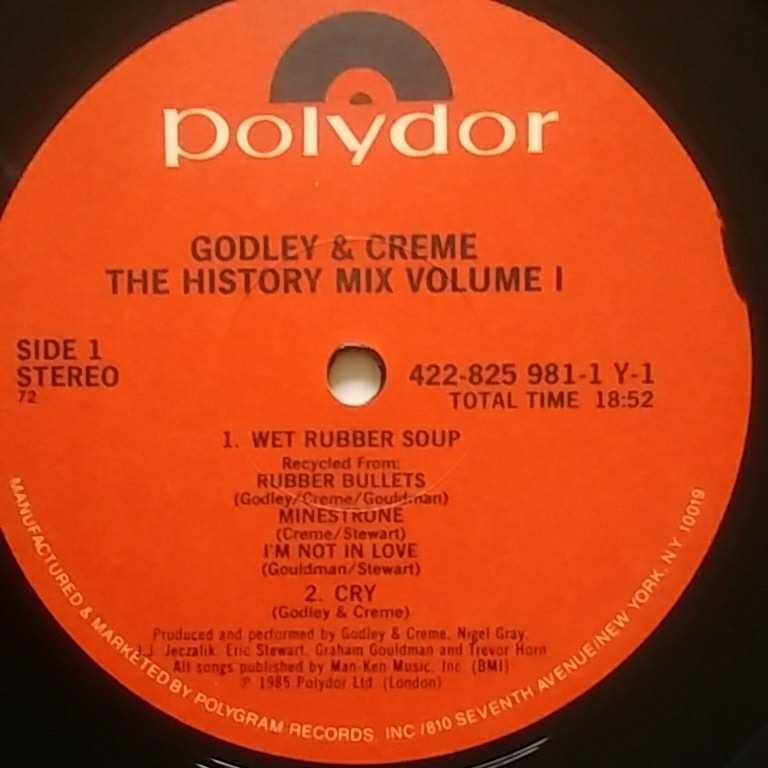 polydor
GODLEY & CREME
THE HISTORY MIX VOLUME I
SIDE 1
STEREO
72
422-825 981-1 Y-1
TOTAL TIME 18:52
1. WET RUBBER SOUP
Recycled From:
RUBBER BULLETS
(Godley/Creme/Gouldman)
MINESTRONE
(Creme/Stewart)
I'M NOT IN LOVE
(Gouldman/Stewart)
2. CRY
(Godley & Creme)
Produced and performed by Godley & Creme, Nigel Gray,
J.J. Jeczalik, Eric Stewart, Graham Gouldman and Trevor Horn
All songs published by Man-Ken Music, Inc. (BMI)
℗ 1985 Polydor Ltd. (London)
MANUFACTURED & MARKETED BY POLYGRAM RECORDS, INC /810 SEVENTH AVENUE/NEW YORK, NY 10019